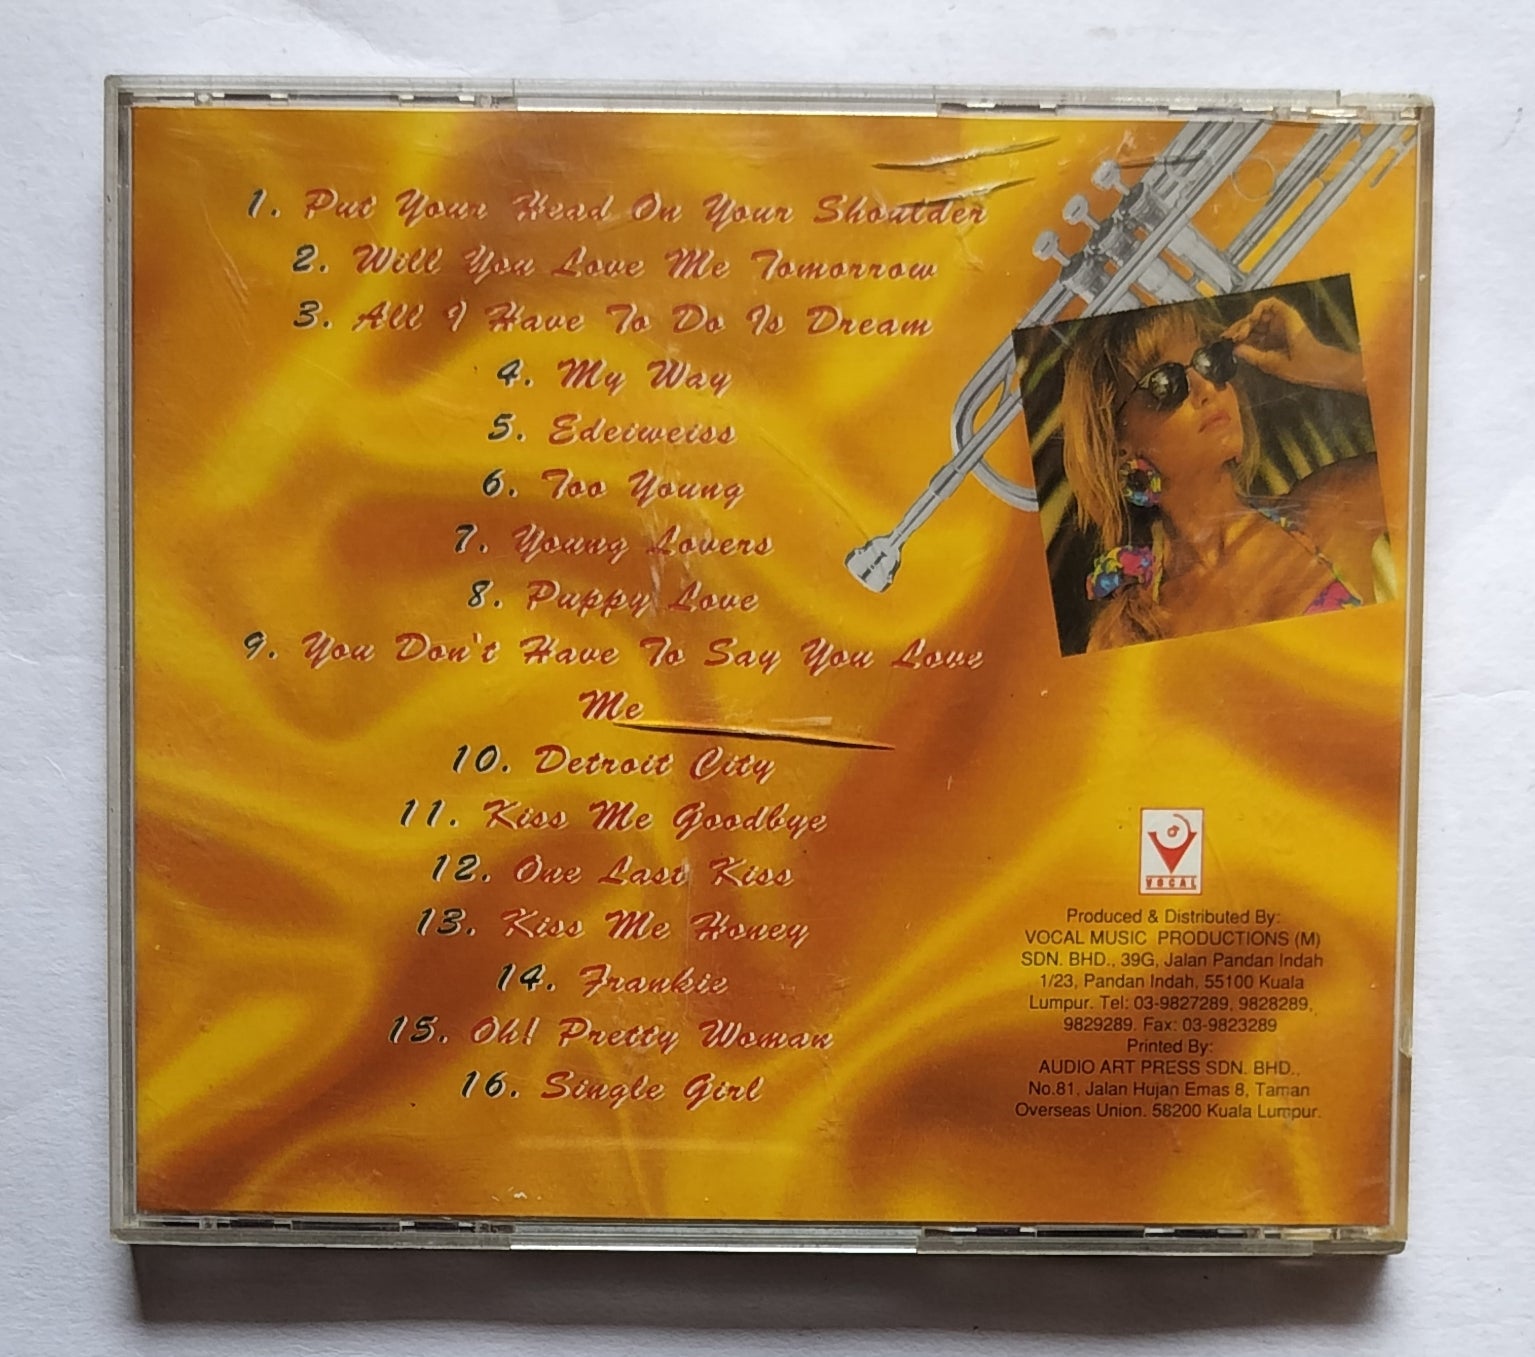 1. Put Your Head On Your Shoulder
2. Will You Love Me Tomorrow
3. All I Have To Do Is Dream
4. My Way
5. Edeiweiss
6. Too Young
7. Young Lovers
8. Puppy Love
9. You Don't Have To Say You Love
Me
10. Detroit City
11. Kiss Me Goodbye
12. One Last Kiss
13. Kiss Me Honey
14. Frankie
15. Oh! Pretty Woman
16. Single Girl
VOCAL
Produced & Distributed By:
VOCAL MUSIC PRODUCTIONS (M)
SDN. BHD., 39G, Jalan Pandan Indah
1/23, Pandan Indah, 55100 Kuala
Lumpur. Tel: 03-9827289, 9828289,
9829289. Fax: 03-9823289
Printed By:
AUDIO ART PRESS SDN. BHD.,
No.81, Jalan Hujan Emas 8, Taman
Overseas Union. 58200 Kuala Lumpur.